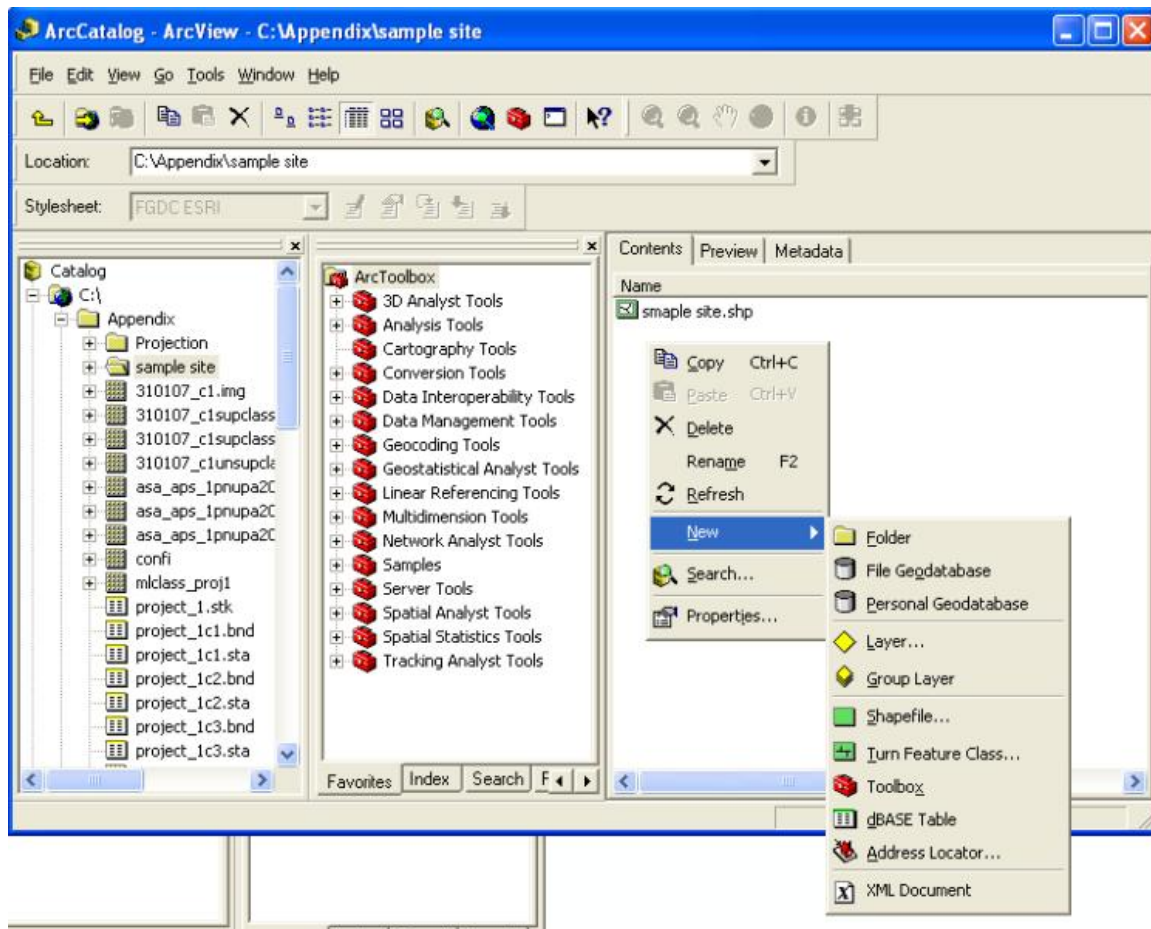 ArcCatalog - ArcView - C:\Appendix\sample site
File Edit View Go Tools Window Help
Location: C:\Appendix\sample site
Stylesheet: FGDC ESRI
Catalog
C:\
Appendix
Projection
sample site
310107_c1.img
310107_c1supclass
310107_c1supclass
310107_c1unsupcla
asa_aps_1pnupa20
asa_aps_1pnupa20
asa_aps_1pnupa20
confi
mlclass_proj1
project_1.stk
project_1c1.bnd
project_1c1.sta
project_1c2.bnd
project_1c2.sta
project_1c3.bnd
project_1c3.sta
ArcToolbox
3D Analyst Tools
Analysis Tools
Cartography Tools
Conversion Tools
Data Interoperability Tools
Data Management Tools
Geocoding Tools
Geostatistical Analyst Tools
Linear Referencing Tools
Multidimension Tools
Network Analyst Tools
Samples
Server Tools
Spatial Analyst Tools
Spatial Statistics Tools
Tracking Analyst Tools
Favorites Index Search
Contents Preview Metadata
Name
smaple site.shp
Copy Ctrl+C
Paste Ctrl+V
Delete
Rename F2
Refresh
New
Search...
Properties...
Folder
File Geodatabase
Personal Geodatabase
Layer...
Group Layer
Shapefile...
Turn Feature Class...
Toolbox
dBASE Table
Address Locator...
XML Document